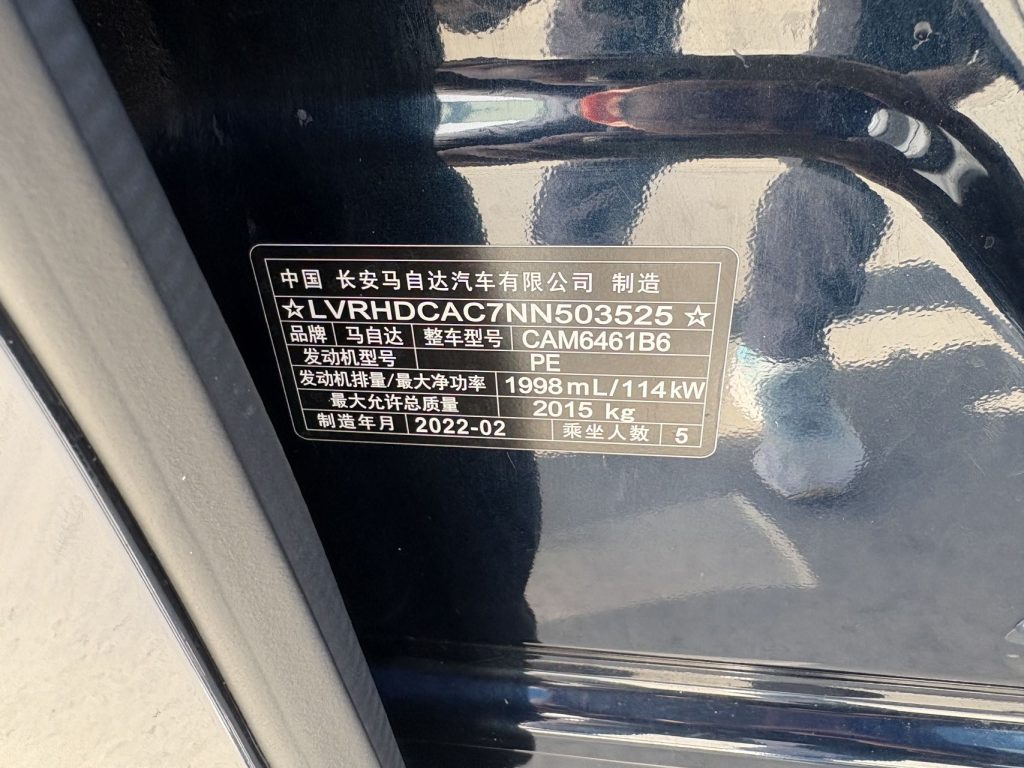 中国 长安马自达汽车有限公司 制造
☆LVRHDCAC7NN503525☆
品牌 马自达 整车型号 CAM6461B6
发动机型号 PE
发动机排量/最大净功率 1998mL/114kW
最大允许总质量 2015 kg
制造年月 2022-02 乘坐人数 5